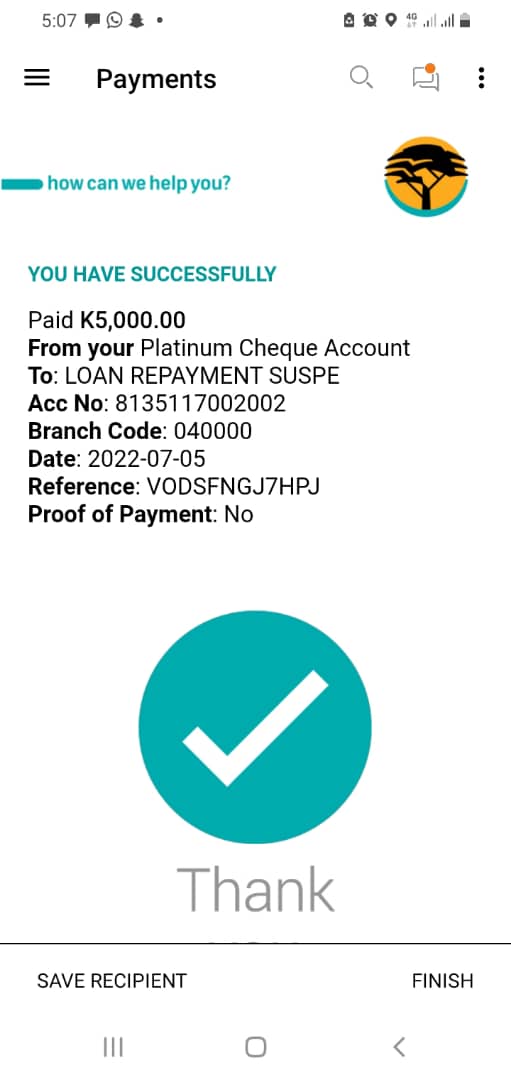 5:07
4G
Payments
how can we help you?
YOU HAVE SUCCESSFULLY
Paid K5,000.00
From your Platinum Cheque Account
To: LOAN REPAYMENT SUSPE
Acc No: 8135117002002
Branch Code: 040000
Date: 2022-07-05
Reference: VODSFNGJ7HPJ
Proof of Payment: No
Thank
SAVE RECIPIENT FINISH